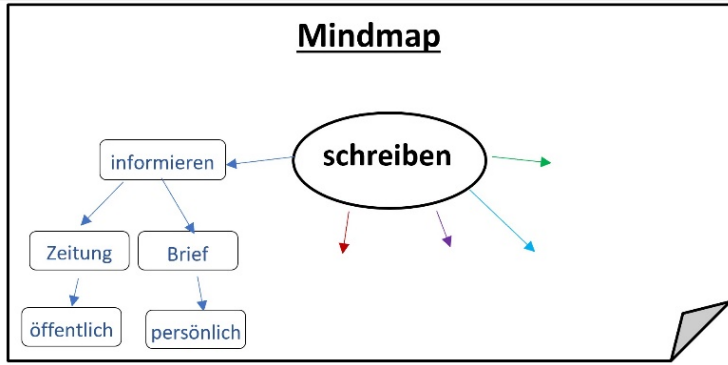 Mindmap
schreiben
informieren
Zeitung
Brief
öffentlich
persönlich